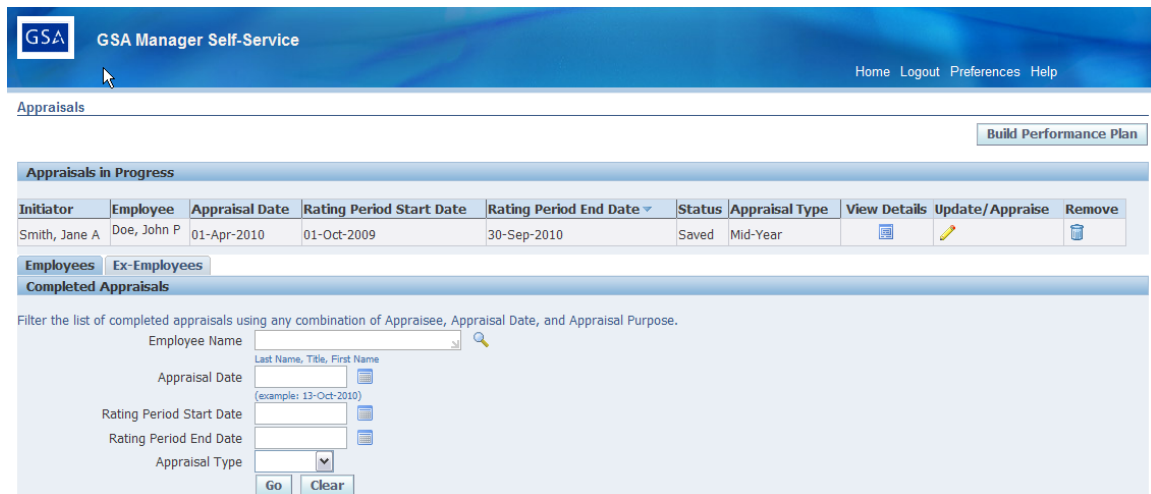 GSA
GSA Manager Self-Service
Home Logout Preferences Help
Appraisals
Build Performance Plan
Appraisals in Progress
Initiator Employee Appraisal Date Rating Period Start Date Rating Period End Date Status Appraisal Type View Details Update/Appraise Remove
Smith, Jane A Doe, John P 01-Apr-2010 01-Oct-2009 30-Sep-2010 Saved Mid-Year
Employees Ex-Employees
Completed Appraisals
Filter the list of completed appraisals using any combination of Appraisee, Appraisal Date, and Appraisal Purpose.
Employee Name
Last Name, Title, First Name
Appraisal Date
(example: 13-Oct-2010)
Rating Period Start Date
Rating Period End Date
Appraisal Type
Go Clear